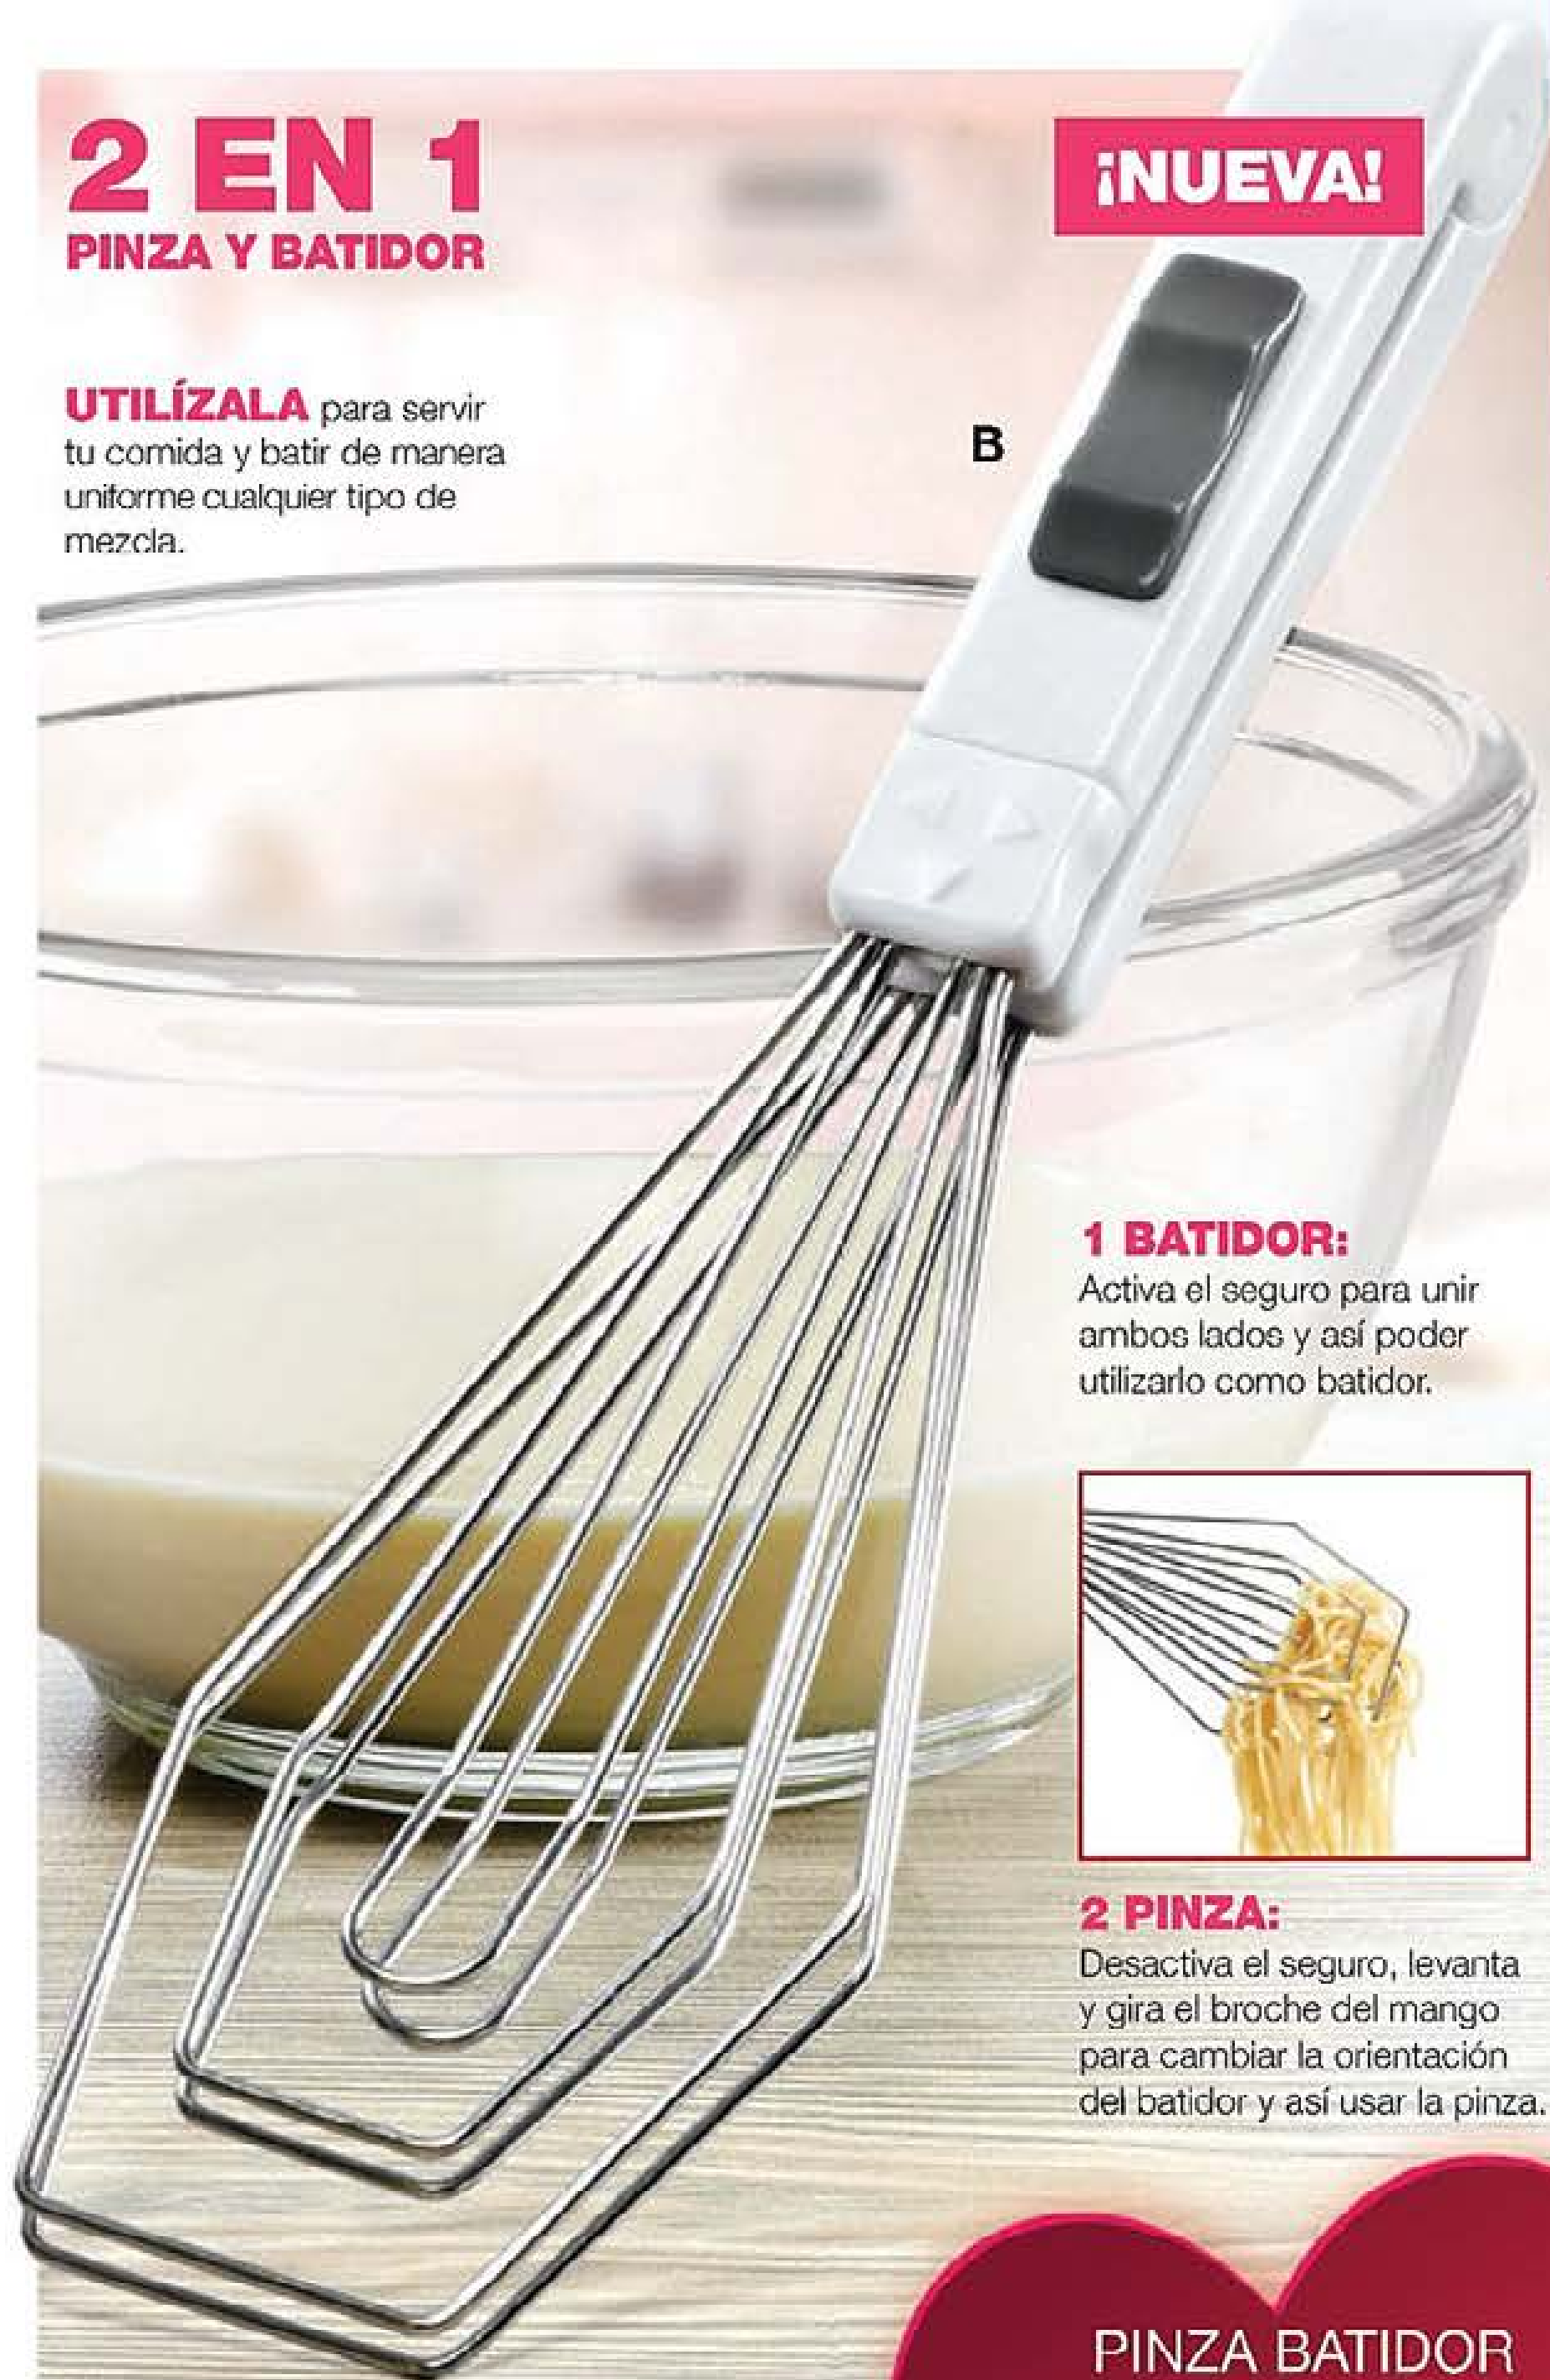 2 EN 1
PINZA Y BATIDOR
¡NUEVA!
UTILÍZALA para servir
tu comida y batir de manera
uniforme cualquier tipo de
mezcla.
B
1 BATIDOR:
Activa el seguro para unir
ambos lados y así poder
utilizarlo como batidor.
2 PINZA:
Desactiva el seguro, levanta
y gira el broche del mango
para cambiar la orientación
del batidor y así usar la pinza.
PINZA BATIDOR